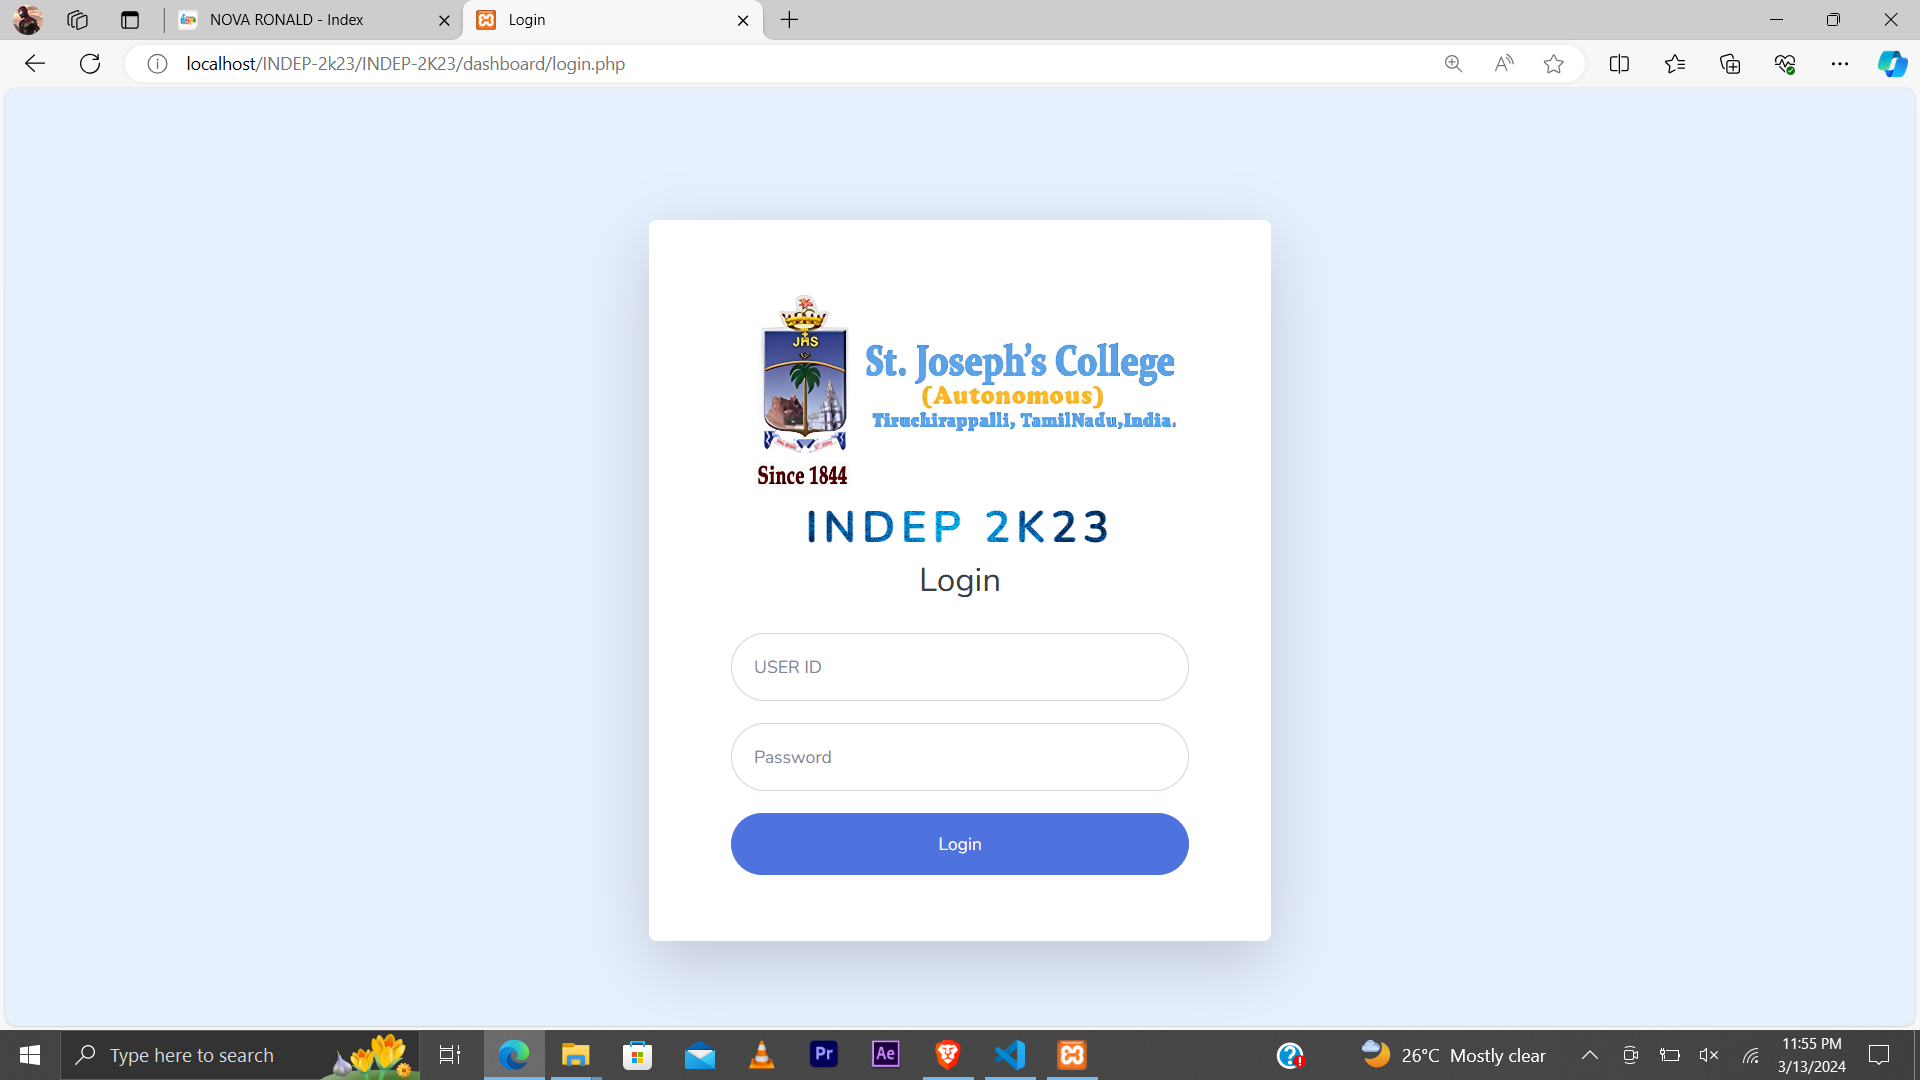 NOVA RONALD - Index
Login
localhost/INDEP-2k23/INDEP-2K23/dashboard/login.php
JHS
St. Joseph's College
(Autonomous)
Tiruchirappalli, TamilNadu,India.
Since 1844
INDEP 2K23
Login
USER ID
Password
Login
Type here to search
Pr
Ae
26°C Mostly clear
11:55 PM
3/13/2024